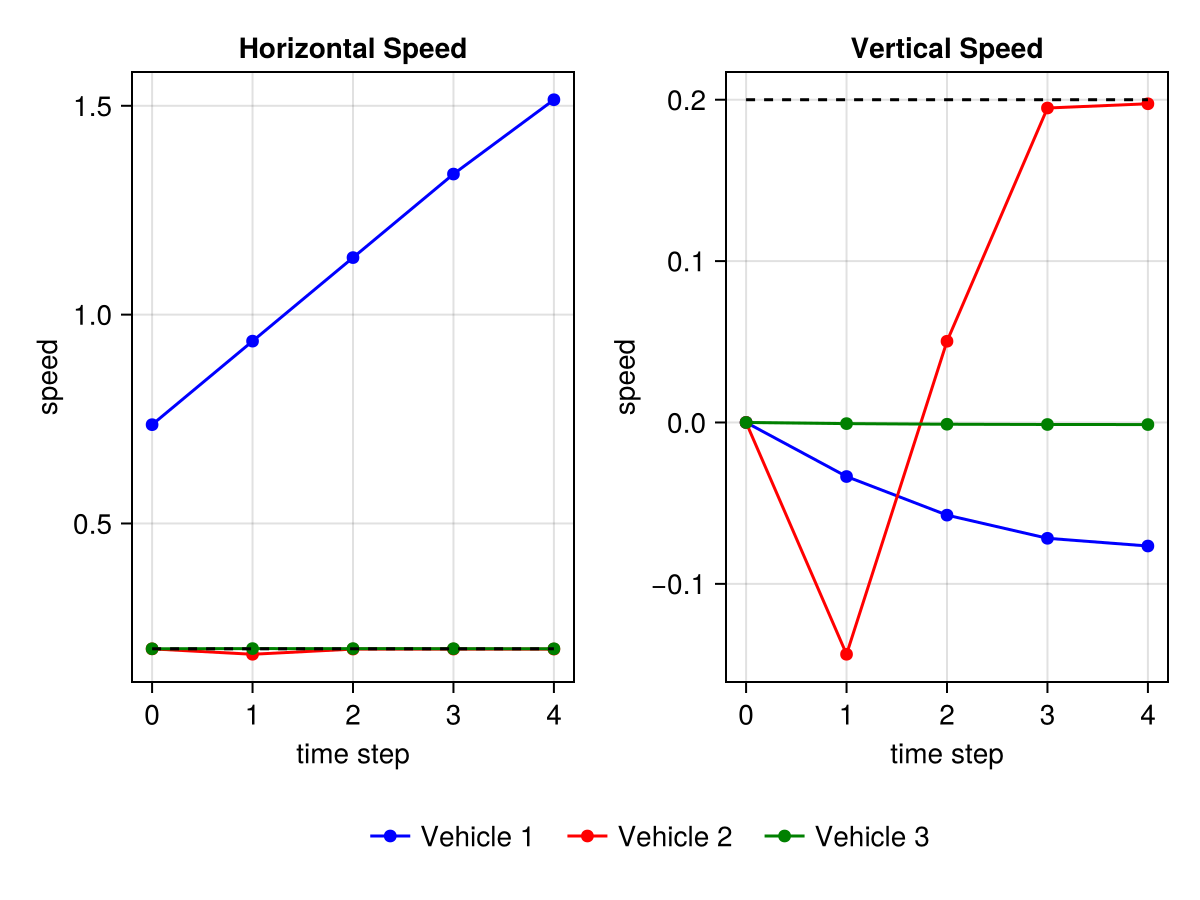 Horizontal Speed
1.5
1.0
0.5
speed
0 1 2 3 4
time step
Vertical Speed
0.2
0.1
0.0
−0.1
speed
0 1 2 3 4
time step
Vehicle 1 Vehicle 2 Vehicle 3